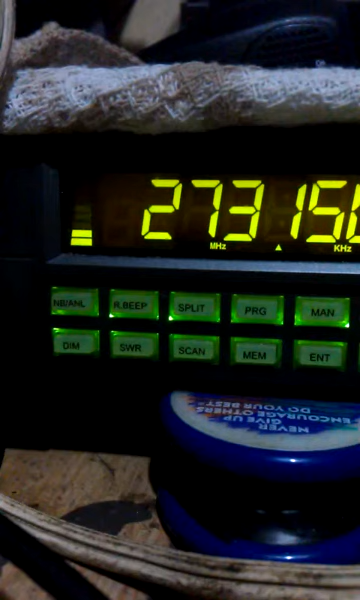 273 15
MHz ▲ KHz
NB/ANL R.BEEP SPLIT PRG MAN
DIM SWR SCAN MEM ENT
NEVER
GIVE UP
ENCOURAGE OTHERS
DO YOUR BEST